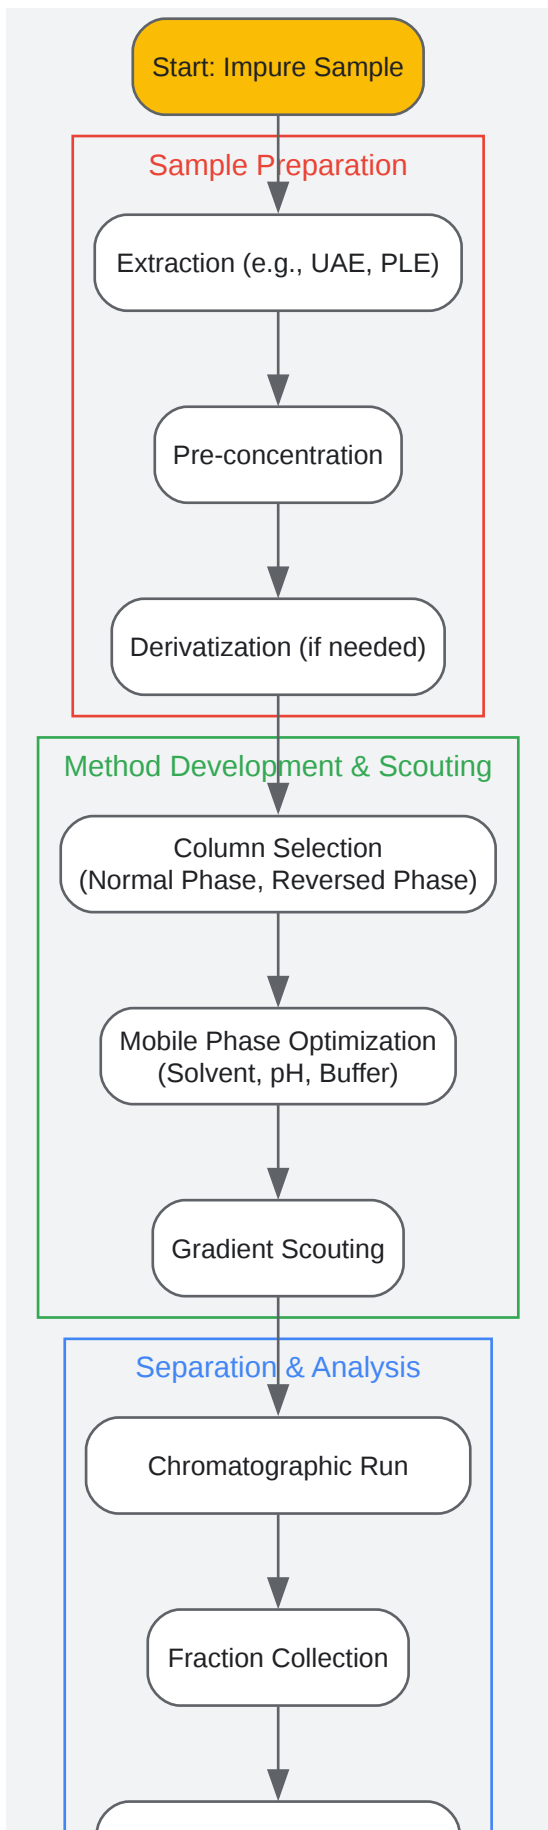 Start: Impure Sample
Sample Preparation
Extraction (e.g., UAE, PLE)
Pre-concentration
Derivatization (if needed)
Method Development & Scouting
Column Selection
(Normal Phase, Reversed Phase)
Mobile Phase Optimization
(Solvent, pH, Buffer)
Gradient Scouting
Separation & Analysis
Chromatographic Run
Fraction Collection